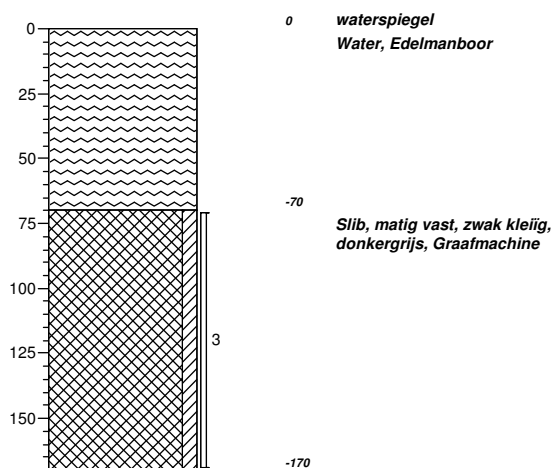 0 waterspiegel
0
Water, Edelmanboor
25
50
-70
75
Slib, matig vast, zwak kleiïg,
donkergrijs, Graafmachine
100
3
125
150
-170